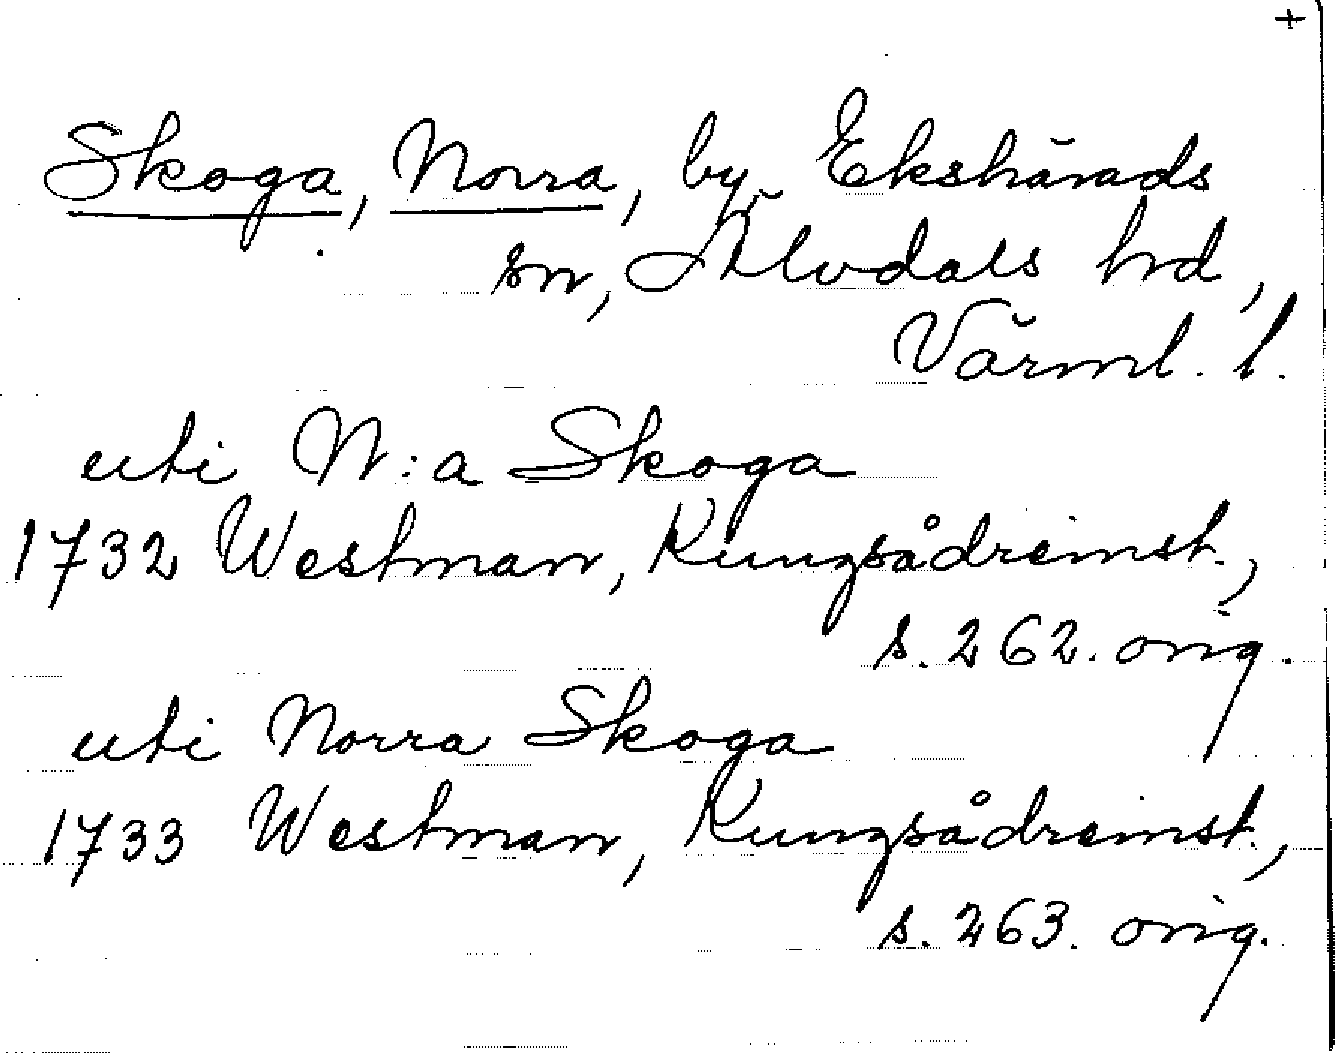 +
Skoga, Norra, by, Ekshärads
sn, Älvdals hd,
Värml. l.
uti N:a Skoga
1732 Westman, Kungsådreinst.,
s. 262. orig.
uti Norra Skoga
1733 Westman, Kungsådreinst.,
s. 263. orig.